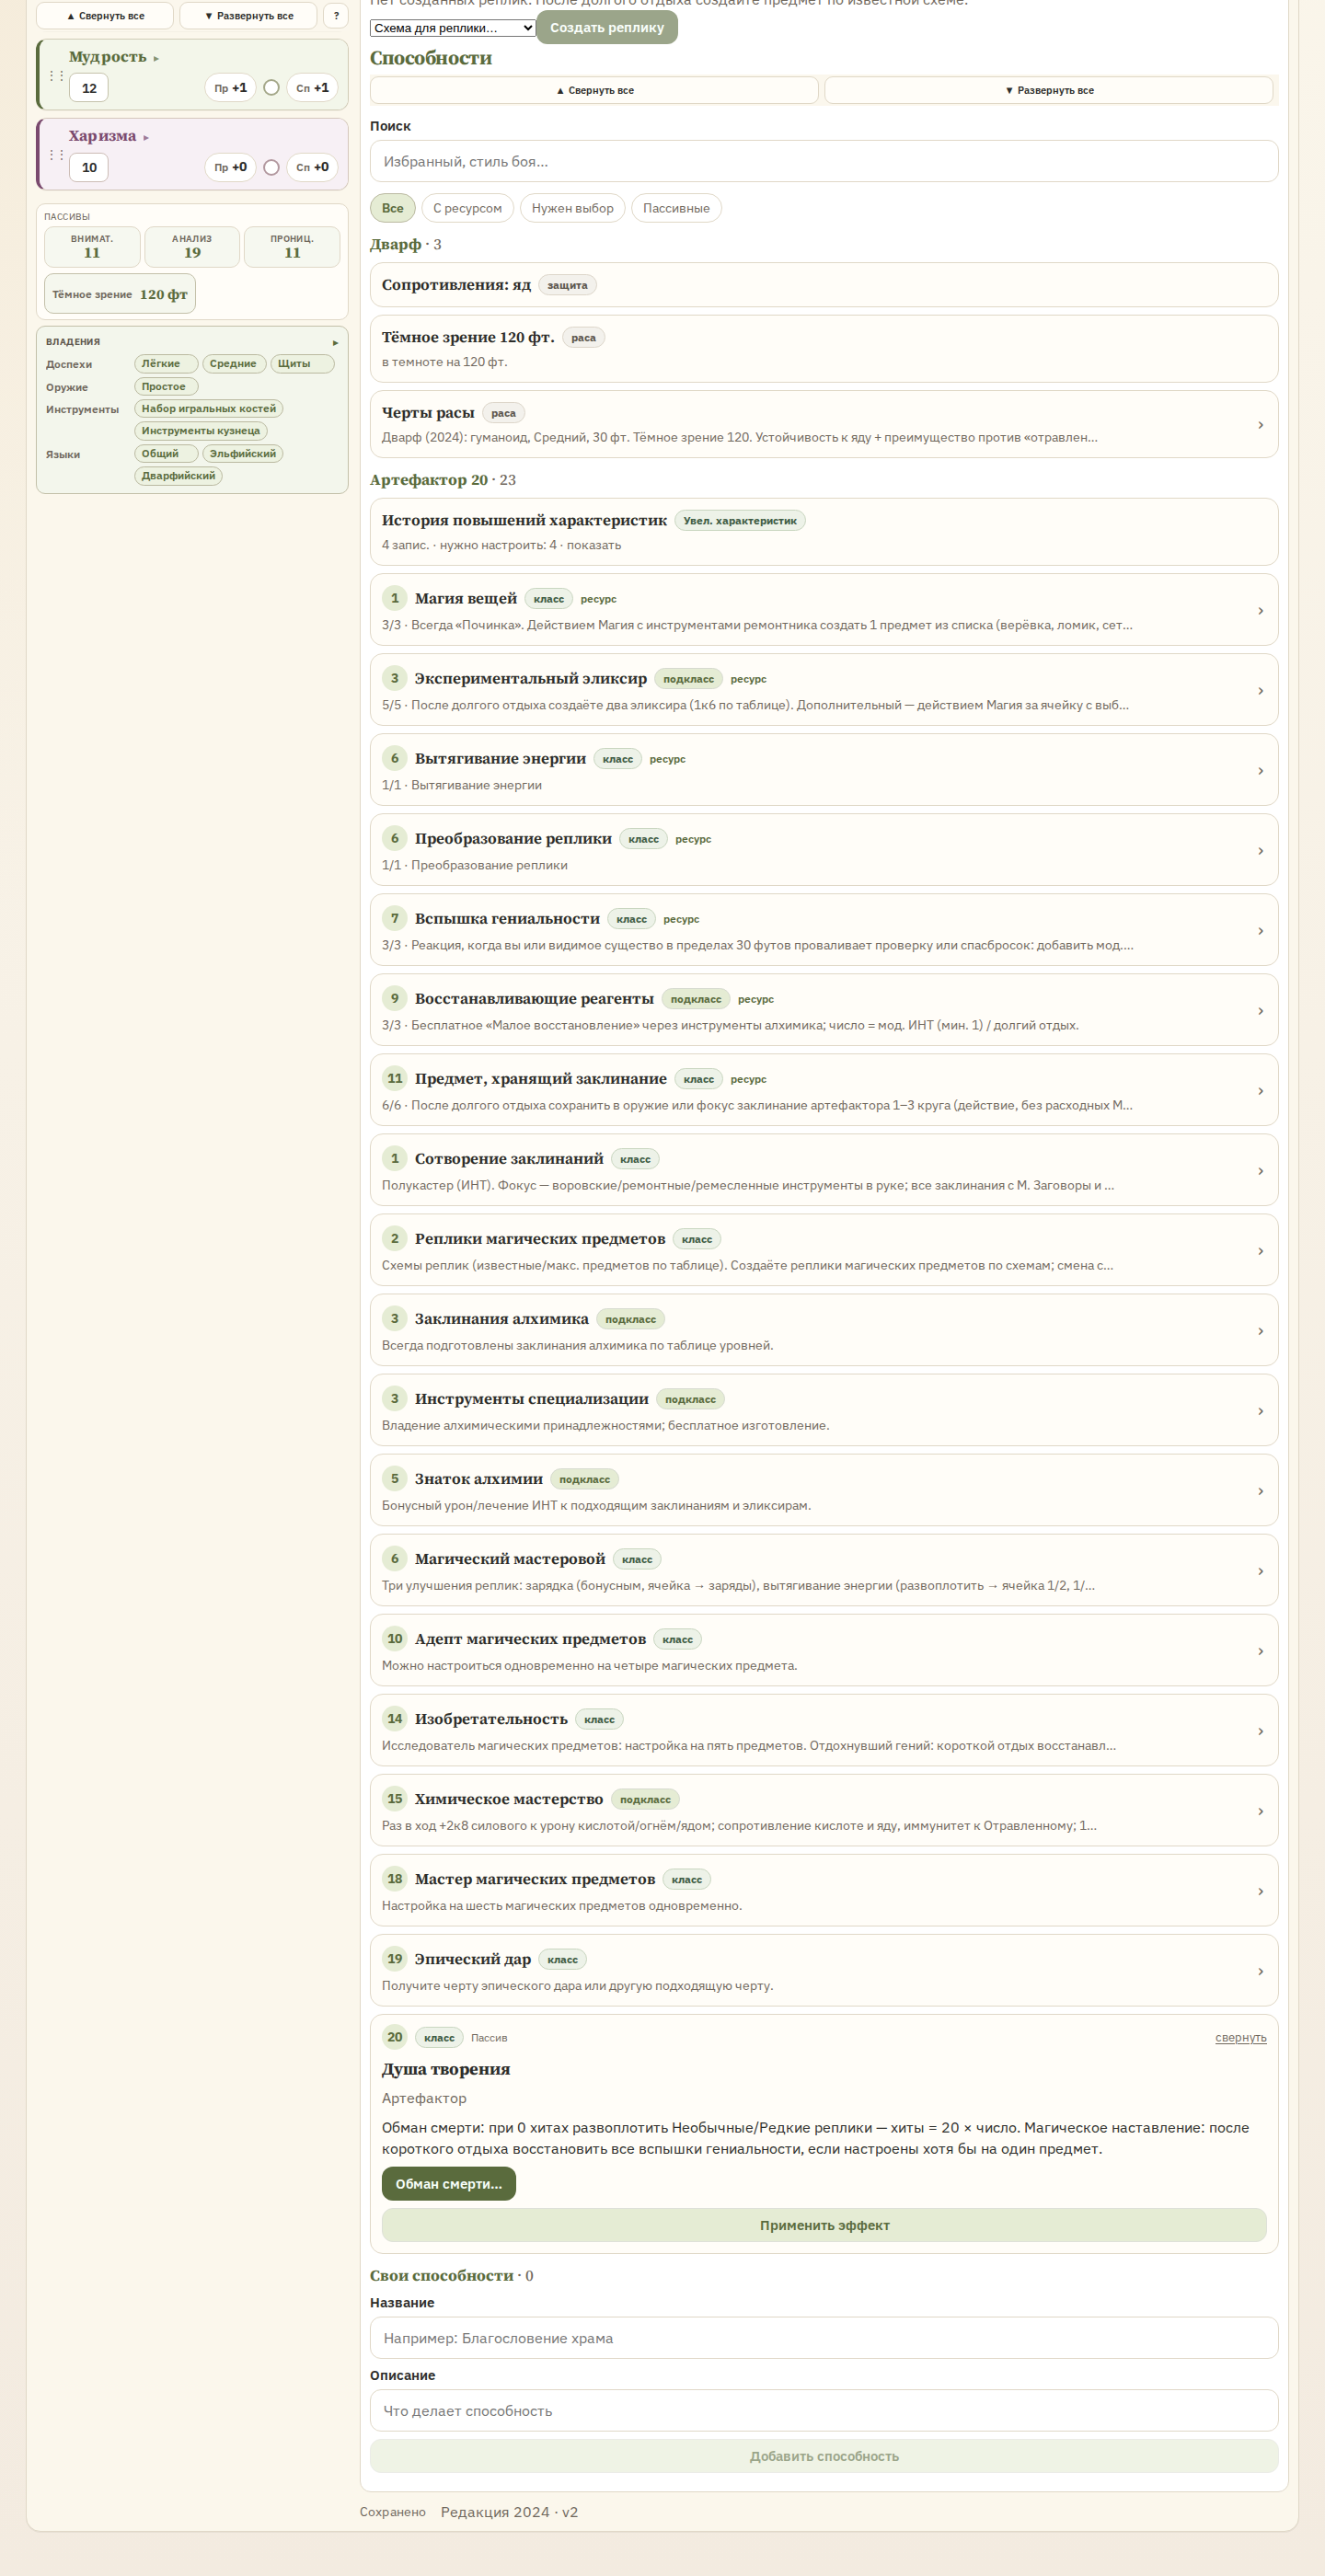 ▲ Свернуть все ▼ Развернуть все ?
Мудрость ▸
12 Пр +1 Сп +1
Харизма ▸
10 Пр +0 Сп +0
ПАССИВЫ
ВНИМАТ. АНАЛИЗ ПРОНИЦ.
11 19 11
Тёмное зрение 120 фт
ВЛАДЕНИЯ ▸
Доспехи Лёгкие Средние Щиты
Оружие Простое
Инструменты Набор игральных костей
Инструменты кузнеца
Языки Общий Эльфийский
Дварфийский
Нет созданных реплик. После долгого отдыха создайте предмет по известной схеме.
Схема для реплики… Создать реплику
Способности
▲ Свернуть все ▼ Развернуть все
Поиск
Избранный, стиль боя…
Все С ресурсом Нужен выбор Пассивные
Дварф · 3
Сопротивления: яд защита
Тёмное зрение 120 фт. раса
в темноте на 120 фт.
Черты расы раса
Дварф (2024): гуманоид, Средний, 30 фт. Тёмное зрение 120. Устойчивость к яду + преимущество против «отравлен… ›
Артефактор 20 · 23
История повышений характеристик Увел. характеристик
4 запис. · нужно настроить: 4 · показать
1 Магия вещей класс ресурс
3/3 · Всегда «Починка». Действием Магия с инструментами ремонтника создать 1 предмет из списка (верёвка, ломик, сет… ›
3 Экспериментальный эликсир подкласс ресурс
5/5 · После долгого отдыха создаёте два эликсира (1к6 по таблице). Дополнительный — действием Магия за ячейку с выб… ›
6 Вытягивание энергии класс ресурс
1/1 · Вытягивание энергии ›
6 Преобразование реплики класс ресурс
1/1 · Преобразование реплики ›
7 Вспышка гениальности класс ресурс
3/3 · Реакция, когда вы или видимое существо в пределах 30 футов проваливает проверку или спасбросок: добавить мод.… ›
9 Восстанавливающие реагенты подкласс ресурс
3/3 · Бесплатное «Малое восстановление» через инструменты алхимика; число = мод. ИНТ (мин. 1) / долгий отдых. ›
11 Предмет, хранящий заклинание класс ресурс
6/6 · После долгого отдыха сохранить в оружие или фокус заклинание артефактора 1–3 круга (действие, без расходных М… ›
1 Сотворение заклинаний класс
Полукастер (ИНТ). Фокус — воровские/ремонтные/ремесленные инструменты в руке; все заклинания с М. Заговоры и … ›
2 Реплики магических предметов класс
Схемы реплик (известные/макс. предметов по таблице). Создаёте реплики магических предметов по схемам; смена с… ›
3 Заклинания алхимика подкласс
Всегда подготовлены заклинания алхимика по таблице уровней. ›
3 Инструменты специализации подкласс
Владение алхимическими принадлежностями; бесплатное изготовление. ›
5 Знаток алхимии подкласс
Бонусный урон/лечение ИНТ к подходящим заклинаниям и эликсирам. ›
6 Магический мастеровой класс
Три улучшения реплик: зарядка (бонусным, ячейка → заряды), вытягивание энергии (развоплотить → ячейка 1/2, 1/… ›
10 Адепт магических предметов класс
Можно настроиться одновременно на четыре магических предмета. ›
14 Изобретательность класс
Исследователь магических предметов: настройка на пять предметов. Отдохнувший гений: короткой отдых восстанавл… ›
15 Химическое мастерство подкласс
Раз в ход +2к8 силового к урону кислотой/огнём/ядом; сопротивление кислоте и яду, иммунитет к Отравленному; 1… ›
18 Мастер магических предметов класс
Настройка на шесть магических предметов одновременно. ›
19 Эпический дар класс
Получите черту эпического дара или другую подходящую черту. ›
20 класс Пассив свернуть
Душа творения
Артефактор
Обман смерти: при 0 хитах развоплотить Необычные/Редкие реплики — хиты = 20 × число. Магическое наставление: после
короткого отдыха восстановить все вспышки гениальности, если настроены хотя бы на один предмет.
Обман смерти…
Применить эффект
Свои способности · 0
Название
Например: Благословение храма
Описание
Что делает способность
Добавить способность
Сохранено Редакция 2024 · v2